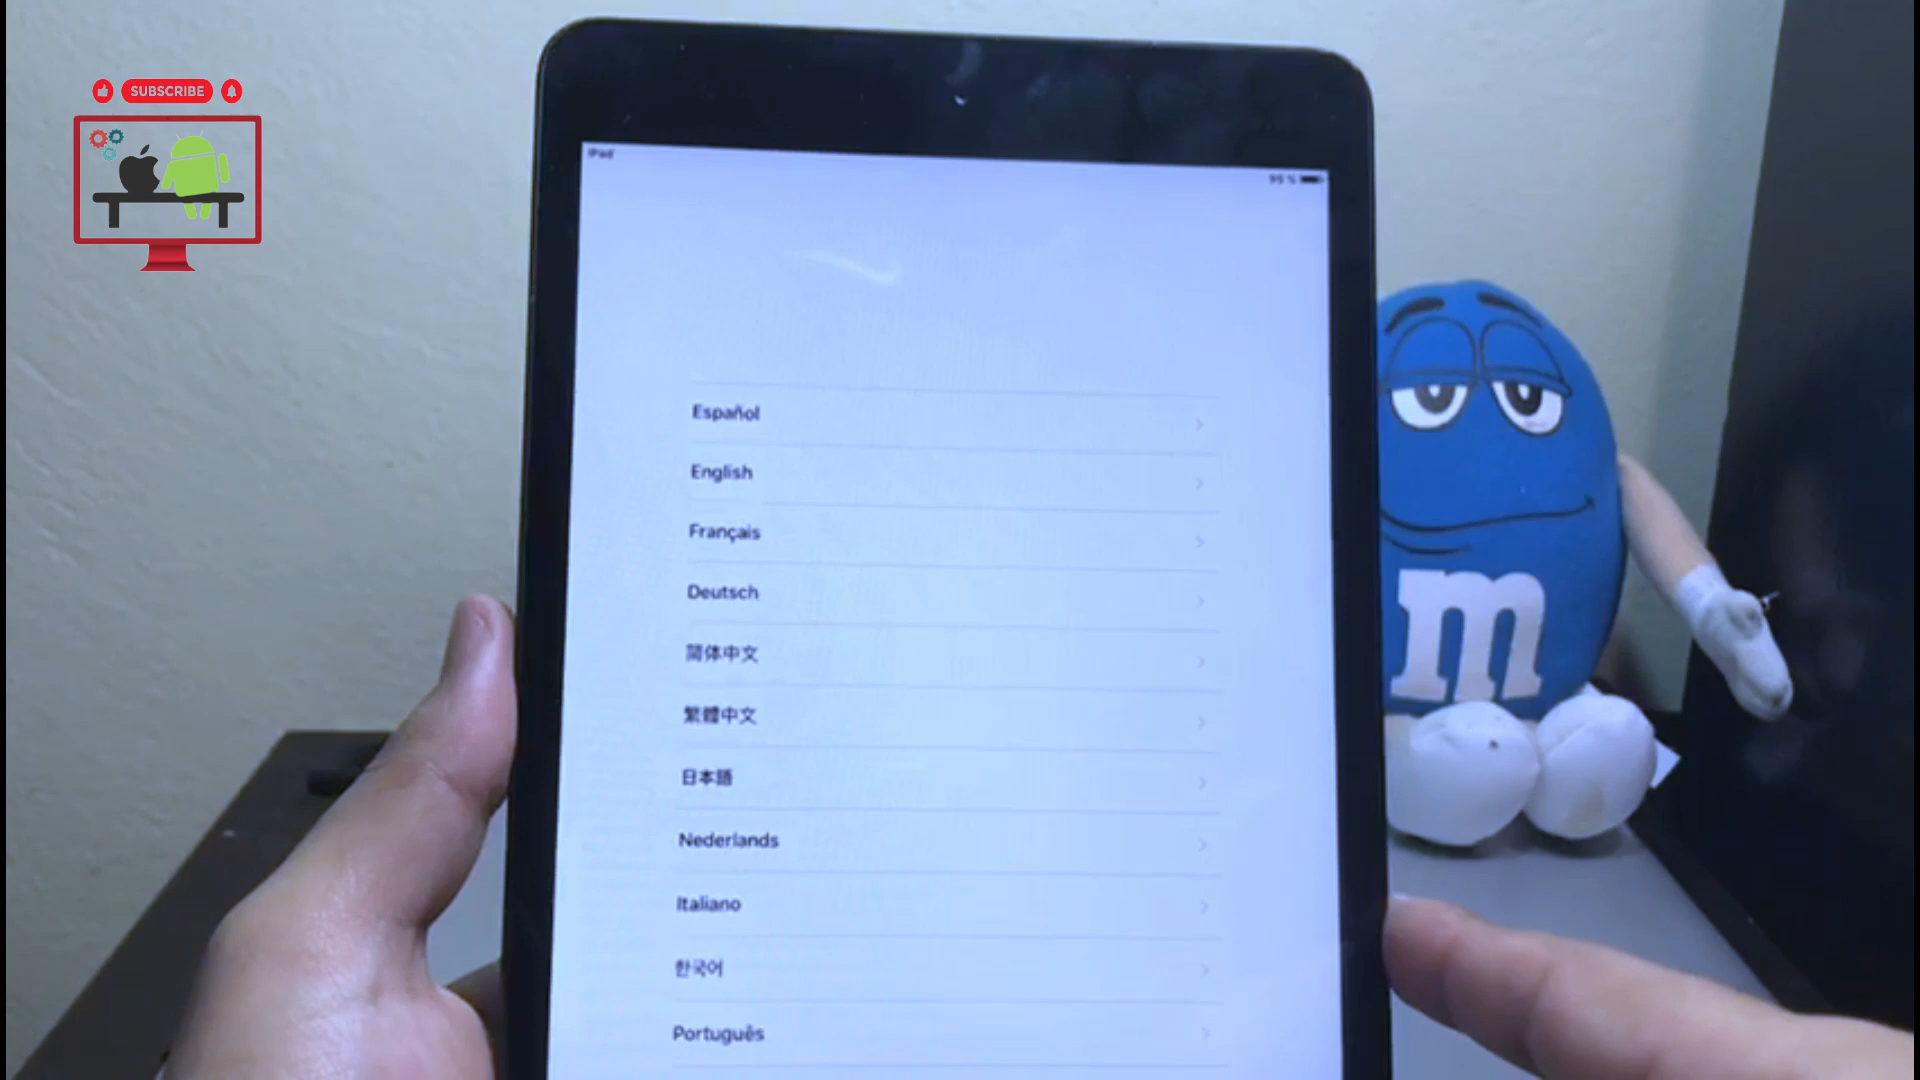 SUBSCRIBE
iPad
95 %
Español
English
Français
Deutsch
简体中文
繁體中文
日本語
Nederlands
Italiano
한국어
Português
m